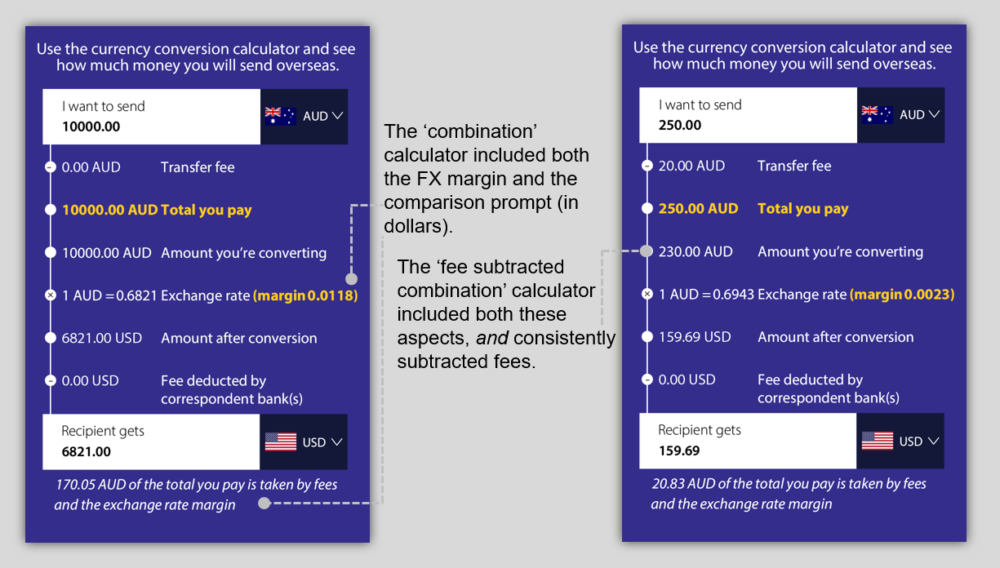 Use the currency conversion calculator and see
how much money you will send overseas.
I want to send
10000.00
AUD
0.00 AUD Transfer fee
10000.00 AUD Total you pay
10000.00 AUD Amount you’re converting
1 AUD = 0.6821 Exchange rate (margin 0.0118)
6821.00 USD Amount after conversion
0.00 USD Fee deducted by
correspondent bank(s)
Recipient gets
6821.00
USD
170.05 AUD of the total you pay is taken by fees
and the exchange rate margin
The ‘combination’
calculator included both
the FX margin and the
comparison prompt (in
dollars).
The ‘fee subtracted
combination’ calculator
included both these
aspects, and consistently
subtracted fees.
Use the currency conversion calculator and see
how much money you will send overseas.
I want to send
250.00
AUD
20.00 AUD Transfer fee
250.00 AUD Total you pay
230.00 AUD Amount you’re converting
1 AUD = 0.6943 Exchange rate (margin 0.0023)
159.69 USD Amount after conversion
0.00 USD Fee deducted by
correspondent bank(s)
Recipient gets
159.69
USD
20.83 AUD of the total you pay is taken by fees
and the exchange rate margin